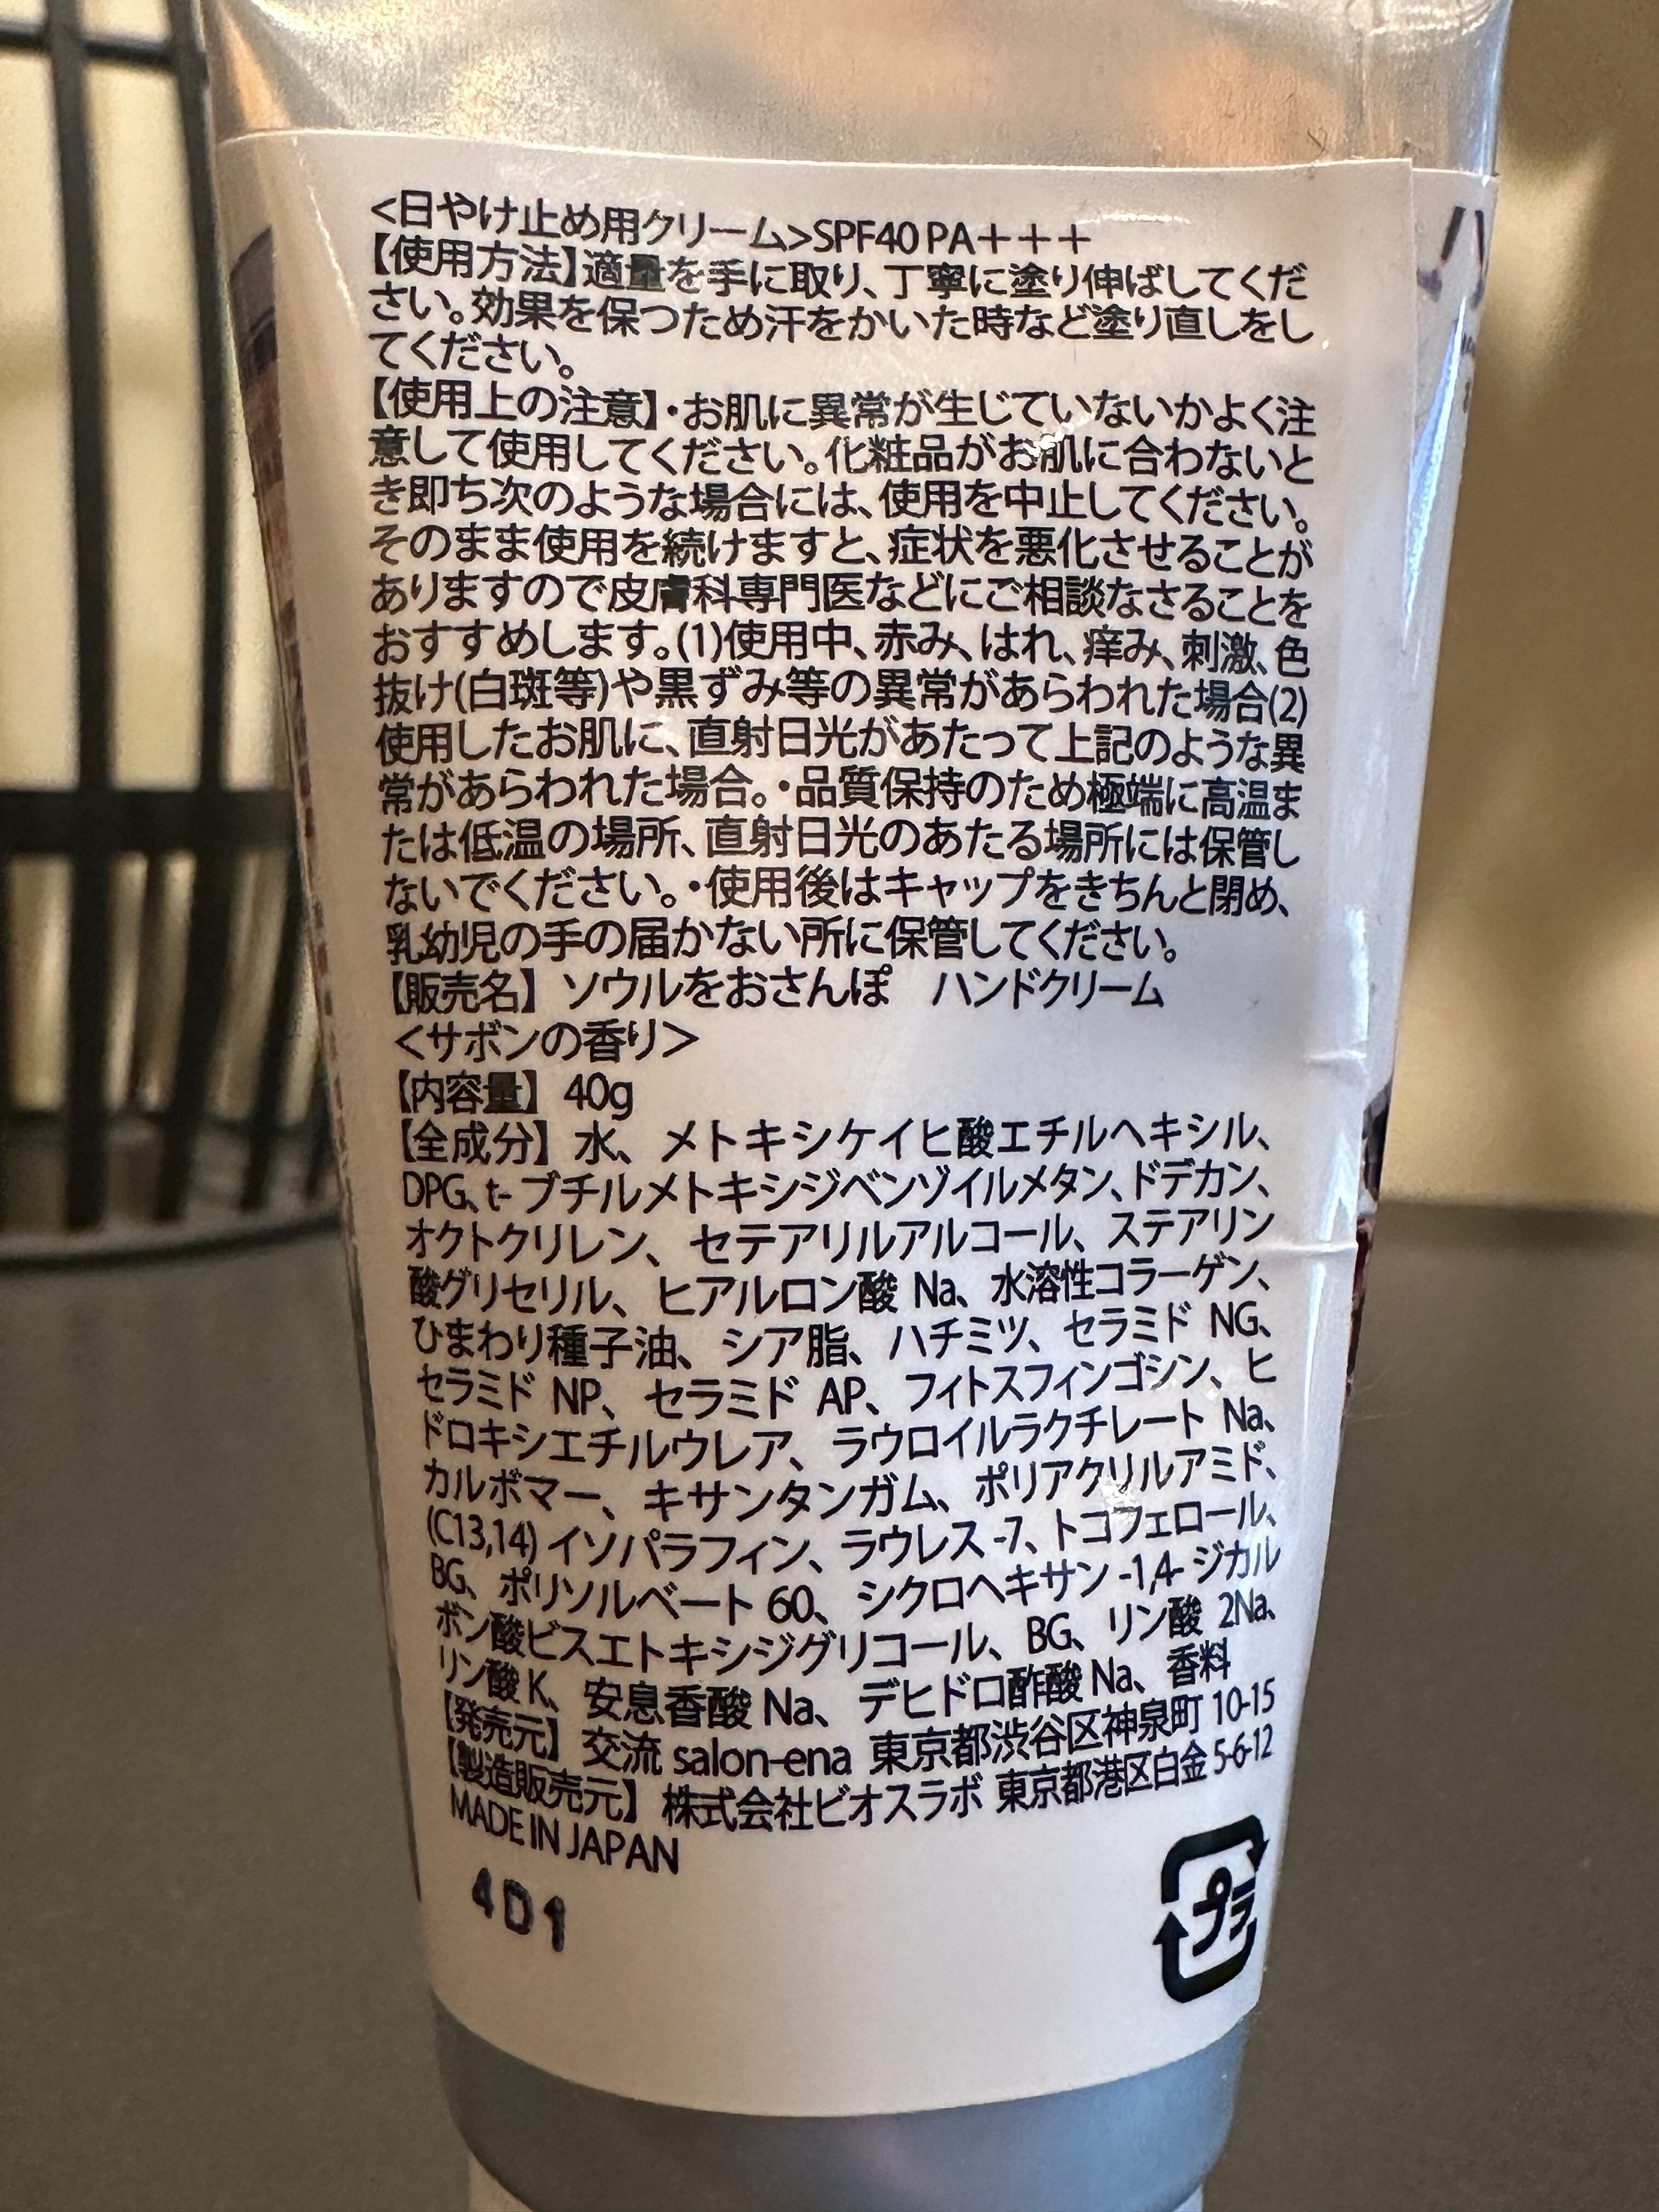 <日やけ止め用クリーム>SPF40 PA+++
【使用方法】適量を手に取り、丁寧に塗り伸ばしてくだ
さい。効果を保つため汗をかいた時など塗り直しをし
てください。
【使用上の注意】・お肌に異常が生じていないかよく注
意して使用してください。化粧品がお肌に合わないと
き即ち次のような場合には、使用を中止してください。
そのまま使用を続けますと、症状を悪化させることが
ありますので皮膚科専門医などにご相談なさることを
おすすめします。(1)使用中、赤み、はれ、痒み、刺激、色
抜け(白斑等)や黒ずみ等の異常があらわれた場合(2)
使用したお肌に、直射日光があたって上記のような異
常があらわれた場合。・品質保持のため極端に高温ま
たは低温の場所、直射日光のあたる場所には保管し
ないでください。・使用後はキャップをきちんと閉め、
乳幼児の手の届かない所に保管してください。
【販売名】 ソウルをおさんぽ ハンドクリーム
<サボンの香り>
【内容量】 40g
【全成分】 水、メトキシケイヒ酸エチルヘキシル、
DPG、t-ブチルメトキシジベンゾイルメタン、ドデカン、
オクトクリレン、セテアリルアルコール、ステアリン
酸グリセリル、ヒアルロン酸 Na、水溶性コラーゲン、
ひまわり種子油、シア脂、ハチミツ、セラミド NG、
セラミド NP、セラミド AP、フィトスフィンゴシン、ヒ
ドロキシエチルウレア、ラウロイルラクチレート Na、
カルボマー、キサンタンガム、ポリアクリルアミド、
(C13,14) イソパラフィン、ラウレス-7、トコフェロール、
BG、ポリソルベート 60、シクロヘキサン-1,4-ジカル
ボン酸ビスエトキシジグリコール、BG、リン酸 2Na、
リン酸 K、安息香酸 Na、デヒドロ酢酸 Na、香料
【発売元】 交流 salon-ena 東京都渋谷区神泉町 10-15
【製造販売元】 株式会社ビオスラボ 東京都港区白金 5-6-12
MADE IN JAPAN
4D1
プラ